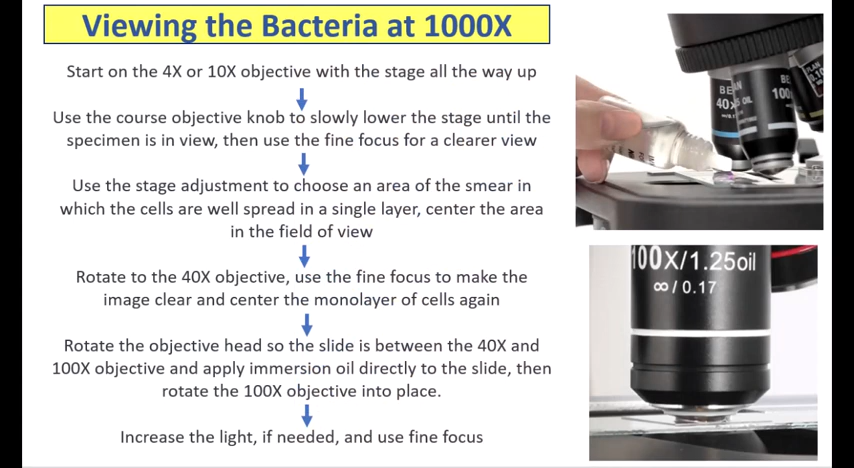 Viewing the Bacteria at 1000X
Start on the 4X or 10X objective with the stage all the way up
Use the course objective knob to slowly lower the stage until the
specimen is in view, then use the fine focus for a clearer view
Use the stage adjustment to choose an area of the smear in
which the cells are well spread in a single layer, center the area
in the field of view
Rotate to the 40X objective, use the fine focus to make the
image clear and center the monolayer of cells again
Rotate the objective head so the slide is between the 40X and
100X objective and apply immersion oil directly to the slide, then
rotate the 100X objective into place.
Increase the light, if needed, and use fine focus
BE
40x
OIL
BE
100
PLAN
100X/1.25oil
∞/0.17